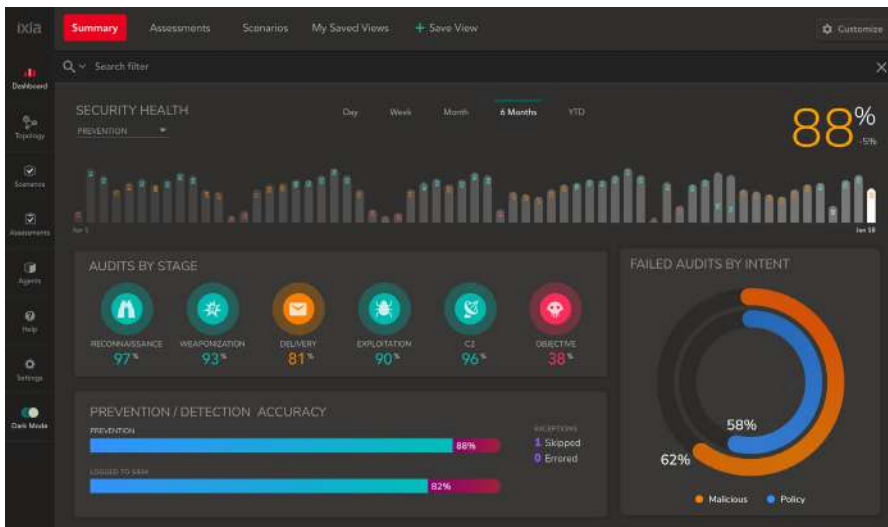 ixia
Summary
Assessments
Scenarios
My Saved Views
+ Save View
Customize
Search filter
Dashboard
Topology
Scenarios
Assessments
Agents
Help
Settings
Dark Mode
SECURITY HEALTH
PREVENTION
Day
Week
Month
6 Months
YTD
88%
-5%
Jan 18
AUDITS BY STAGE
RECONNAISSANCE
97%
WEAPONIZATION
93%
DELIVERY
81%
EXPLOITATION
90%
C2
96%
OBJECTIVE
38%
FAILED AUDITS BY INTENT
58%
62%
Malicious
Policy
PREVENTION / DETECTION ACCURACY
PREVENTION
88%
LOGGED TO SIEM
82%
EXCEPTIONS
1 Skipped
0 Errored